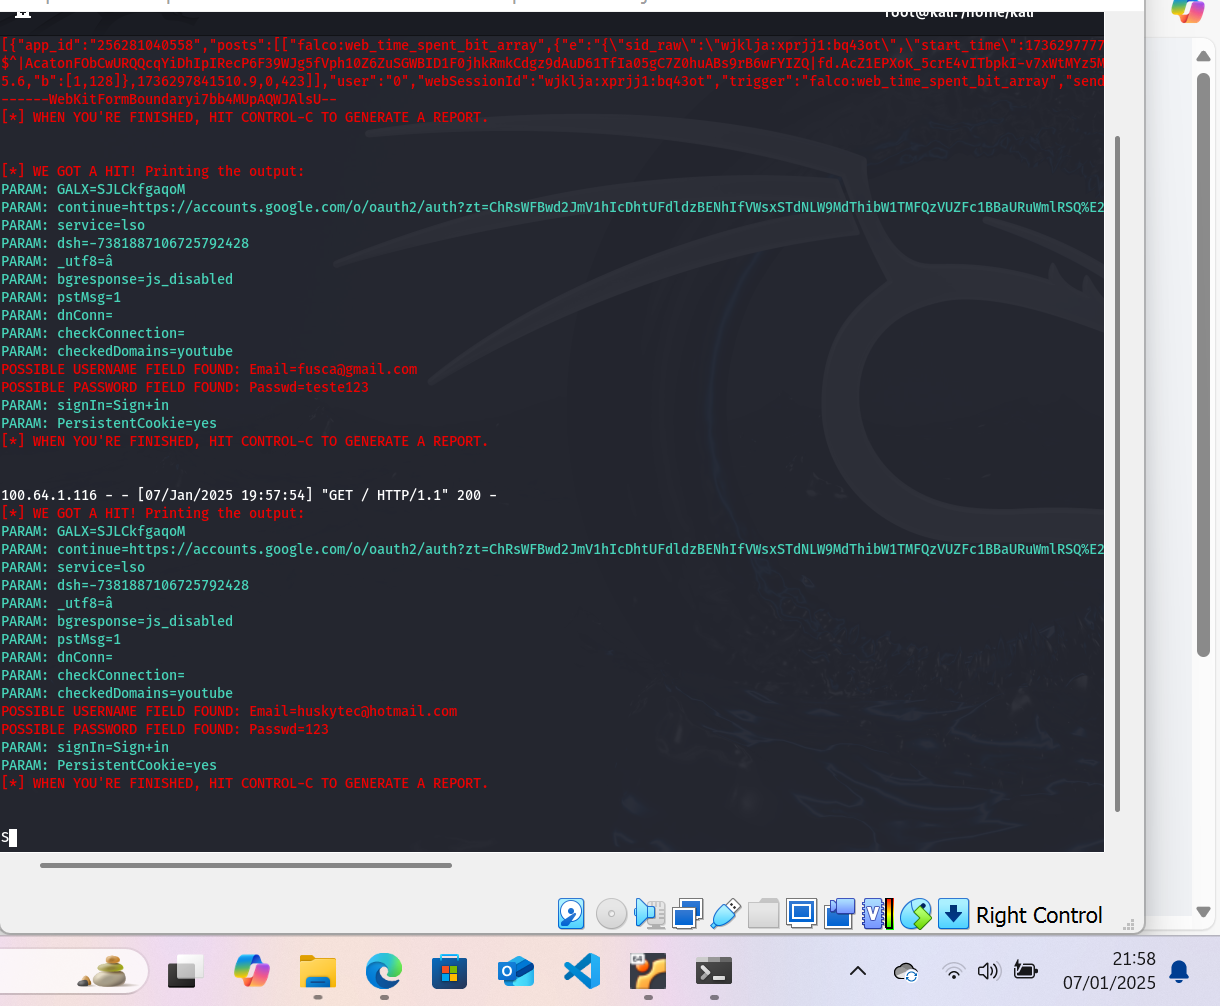 root@kali: /home/kali
[{"app_id":"256281040558","posts":[["falco:web_time_spent_bit_array",{"e":"{\"sid_raw\":\"wjklja:xprjj1:bq43ot\",\"start_time\":1736297777
$^|AcatonFObCwURQQcqYiDhIpIRecP6F39WJg5fVph10Z6ZuSGWBID1F0jhkRmkCdgz9dAuD61TfIa05gC7Z0huABs9rB6wFYIZQ|fd.AcZ1EPXoK_5crE4vITbpkI-v7xWtMYz5M
5.6,"b":[1,128]},1736297841510.9,0,423]],"user":"0","webSessionId":"wjklja:xprjj1:bq43ot","trigger":"falco:web_time_spent_bit_array","send
------WebKitFormBoundaryi7bb4MUpAQWJAlsU--
[*] WHEN YOU'RE FINISHED, HIT CONTROL-C TO GENERATE A REPORT.
[*] WE GOT A HIT! Printing the output:
PARAM: GALX=SJLCkfgaqoM
PARAM: continue=https://accounts.google.com/o/oauth2/auth?zt=ChRsWFBwd2JmV1hIcDhtUFdldzBENhIfVWsxSTdNLW9MdThibW1TMFQzVUZFc1BBaURuWmlRSQ%E2
PARAM: service=lso
PARAM: dsh=-7381887106725792428
PARAM: _utf8=â
PARAM: bgresponse=js_disabled
PARAM: pstMsg=1
PARAM: dnConn=
PARAM: checkConnection=
PARAM: checkedDomains=youtube
POSSIBLE USERNAME FIELD FOUND: Email=fusca@gmail.com
POSSIBLE PASSWORD FIELD FOUND: Passwd=teste123
PARAM: signIn=Sign+in
PARAM: PersistentCookie=yes
[*] WHEN YOU'RE FINISHED, HIT CONTROL-C TO GENERATE A REPORT.
100.64.1.116 - - [07/Jan/2025 19:57:54] "GET / HTTP/1.1" 200 -
[*] WE GOT A HIT! Printing the output:
PARAM: GALX=SJLCkfgaqoM
PARAM: continue=https://accounts.google.com/o/oauth2/auth?zt=ChRsWFBwd2JmV1hIcDhtUFdldzBENhIfVWsxSTdNLW9MdThibW1TMFQzVUZFc1BBaURuWmlRSQ%E2
PARAM: service=lso
PARAM: dsh=-7381887106725792428
PARAM: _utf8=â
PARAM: bgresponse=js_disabled
PARAM: pstMsg=1
PARAM: dnConn=
PARAM: checkConnection=
PARAM: checkedDomains=youtube
POSSIBLE USERNAME FIELD FOUND: Email=huskytec@hotmail.com
POSSIBLE PASSWORD FIELD FOUND: Passwd=123
PARAM: signIn=Sign+in
PARAM: PersistentCookie=yes
[*] WHEN YOU'RE FINISHED, HIT CONTROL-C TO GENERATE A REPORT.
S
Right Control
21:58
07/01/2025